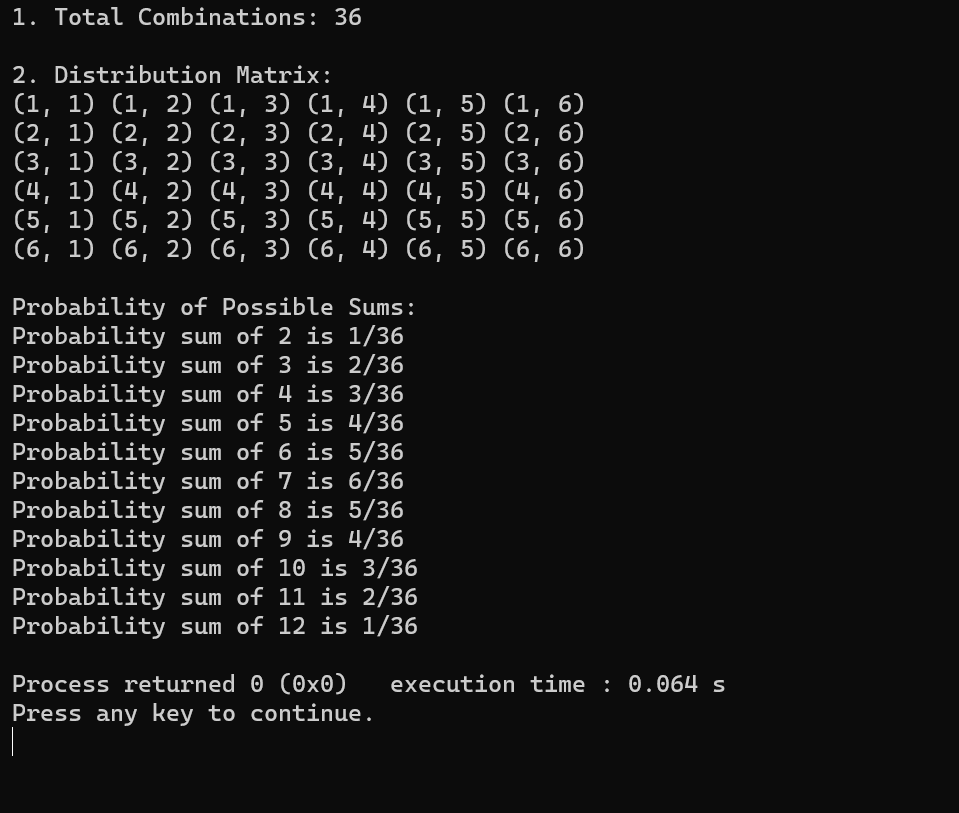 1. Total Combinations: 36
2. Distribution Matrix:
(1, 1) (1, 2) (1, 3) (1, 4) (1, 5) (1, 6)
(2, 1) (2, 2) (2, 3) (2, 4) (2, 5) (2, 6)
(3, 1) (3, 2) (3, 3) (3, 4) (3, 5) (3, 6)
(4, 1) (4, 2) (4, 3) (4, 4) (4, 5) (4, 6)
(5, 1) (5, 2) (5, 3) (5, 4) (5, 5) (5, 6)
(6, 1) (6, 2) (6, 3) (6, 4) (6, 5) (6, 6)
Probability of Possible Sums:
Probability sum of 2 is 1/36
Probability sum of 3 is 2/36
Probability sum of 4 is 3/36
Probability sum of 5 is 4/36
Probability sum of 6 is 5/36
Probability sum of 7 is 6/36
Probability sum of 8 is 5/36
Probability sum of 9 is 4/36
Probability sum of 10 is 3/36
Probability sum of 11 is 2/36
Probability sum of 12 is 1/36
Process returned 0 (0x0)   execution time : 0.064 s
Press any key to continue.